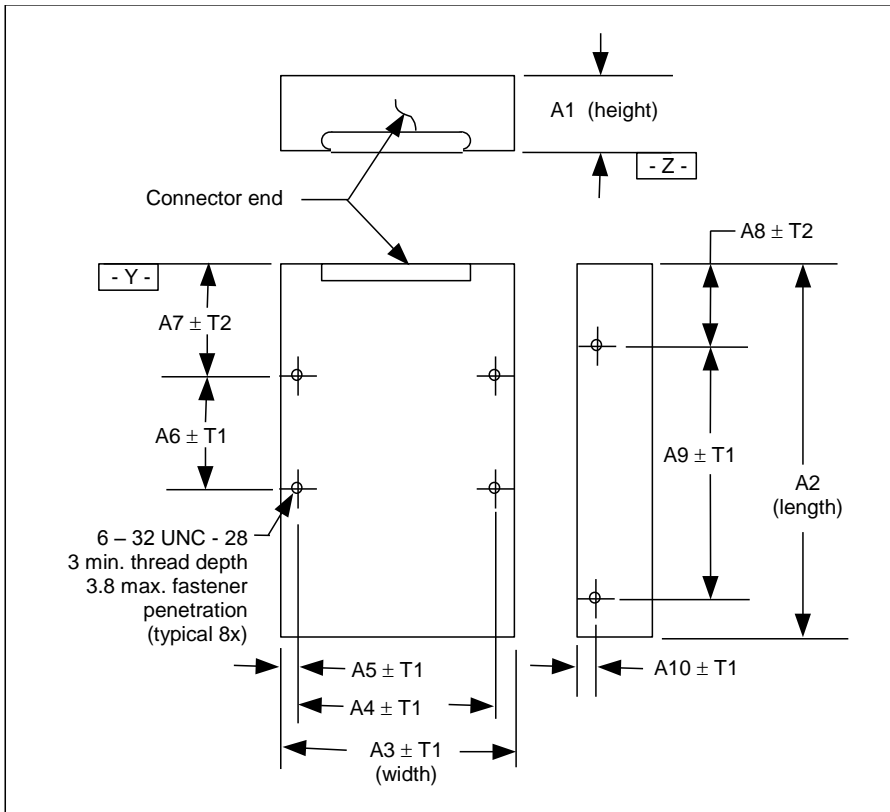 A1 (height)
- Z -
Connector end
A8 ± T2
- Y -
A7 ± T2
A6 ± T1
A9 ± T1
A2
(length)
6 – 32 UNC - 28
3 min. thread depth
3.8 max. fastener
penetration
(typical 8x)
A5 ± T1
A10 ± T1
A4 ± T1
A3 ± T1
(width)